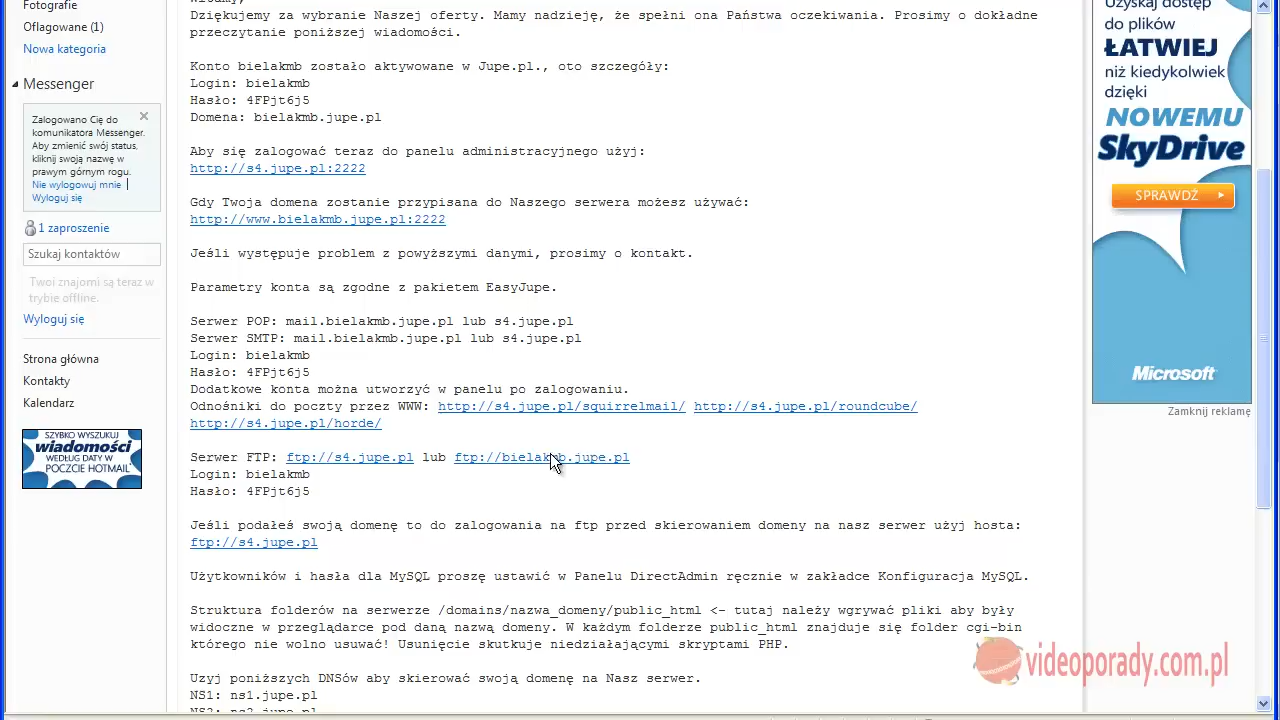 Fotografie
Oflagowane (1)
Nowa kategoria
Messenger
Zalogowano Cię do
komunikatora Messenger.
Aby zmienić swój status,
kliknij swoją nazwę w
prawym górnym rogu.
Nie wylogowuj mnie |
Wyloguj się
1 zaproszenie
Szukaj kontaktów
Twoi znajomi są teraz w
trybie offline.
Wyloguj się
Strona główna
Kontakty
Kalendarz
SZYBKO WYSZUKUJ
wiadomości
WEDŁUG DATY W
POCZCIE HOTMAIL
Dziękujemy za wybranie Naszej oferty. Mamy nadzieję, że spełni ona Państwa oczekiwania. Prosimy o dokładne
przeczytanie poniższej wiadomości.
Konto bielakmb zostało aktywowane w Jupe.pl., oto szczegóły:
Login: bielakmb
Hasło: 4FPjt6j5
Domena: bielakmb.jupe.pl
Aby się zalogować teraz do panelu administracyjnego użyj:
http://s4.jupe.pl:2222
Gdy Twoja domena zostanie przypisana do Naszego serwera możesz używać:
http://www.bielakmb.jupe.pl:2222
Jeśli występuje problem z powyższymi danymi, prosimy o kontakt.
Parametry konta są zgodne z pakietem EasyJupe.
Serwer POP: mail.bielakmb.jupe.pl lub s4.jupe.pl
Serwer SMTP: mail.bielakmb.jupe.pl lub s4.jupe.pl
Login: bielakmb
Hasło: 4FPjt6j5
Dodatkowe konta można utworzyć w panelu po zalogowaniu.
Odnośniki do poczty przez WWW: http://s4.jupe.pl/squirrelmail/ http://s4.jupe.pl/roundcube/
http://s4.jupe.pl/horde/
Serwer FTP: ftp://s4.jupe.pl lub ftp://bielakmb.jupe.pl
Login: bielakmb
Hasło: 4FPjt6j5
Jeśli podałeś swoją domenę to do zalogowania na ftp przed skierowaniem domeny na nasz serwer użyj hosta:
ftp://s4.jupe.pl
Użytkowników i hasła dla MySQL proszę ustawić w Panelu DirectAdmin ręcznie w zakładce Konfiguracja MySQL.
Struktura folderów na serwerze /domains/nazwa_domeny/public_html <- tutaj należy wgrywać pliki aby były
widoczne w przeglądarce pod daną nazwą domeny. W każdym folderze public_html znajduje się folder cgi-bin
którego nie wolno usuwać! Usunięcie skutkuje niedziałającymi skryptami PHP.
Uzyj poniższych DNSów aby skierować swoją domenę na Nasz serwer.
NS1: ns1.jupe.pl
NS2: ns2.jupe.pl
Uzyskaj dostęp
do plików
ŁATWIEJ
niż kiedykolwiek
dzięki
NOWEMU
SkyDrive
SPRAWDŹ
Microsoft
Zamknij reklamę
videoporady.com.pl